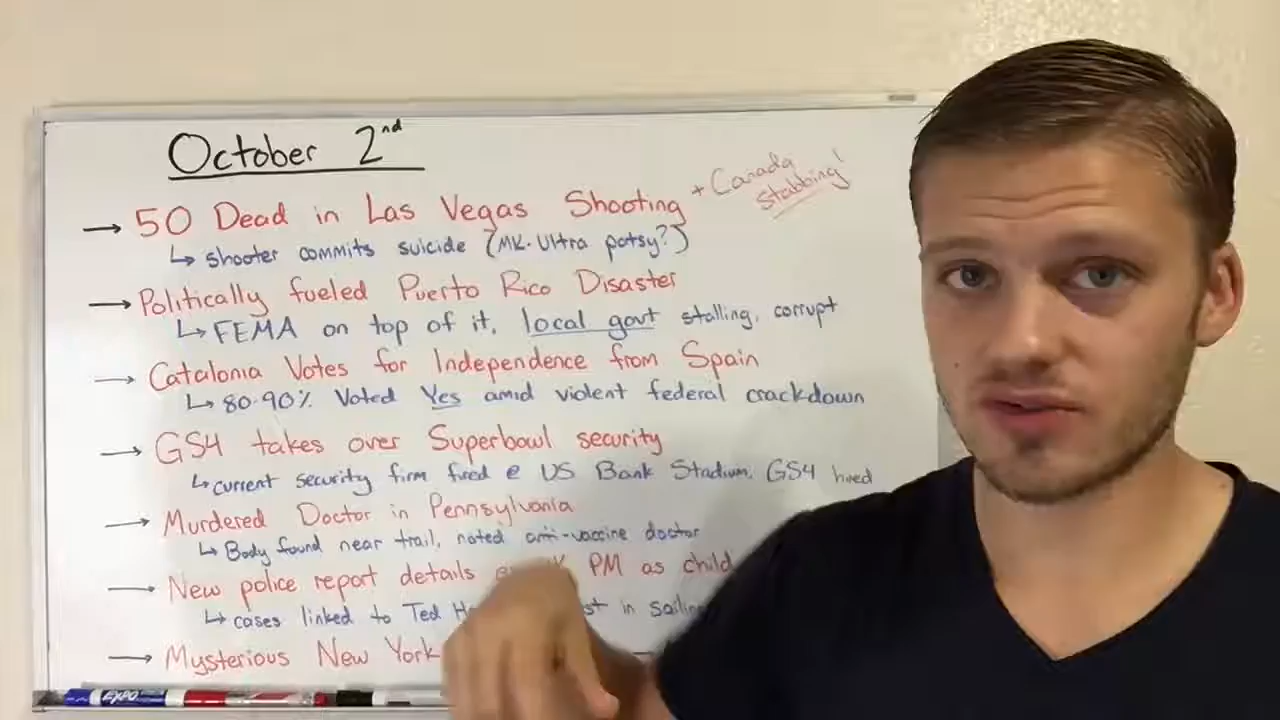 October 2nd
→ 50 Dead in Las Vegas Shooting + Canada Stabbing!
↳ shooter commits suicide (MK-Ultra patsy?)
→ Politically fueled Puerto Rico Disaster
↳ FEMA on top of it, local govt stalling, corrupt
→ Catalonia Votes for Independence from Spain
↳ 80-90% Voted Yes amid violent federal crackdown
→ GS4 takes over Superbowl security
↳ current security firm fired @ US Bank Stadium, GS4 hired
→ Murdered Doctor in Pennsylvania
↳ Body found near trail, noted anti-vaccine doctor
→ New police report details PM as child
↳ cases linked to Ted in
→ Mysterious New York
EXPO